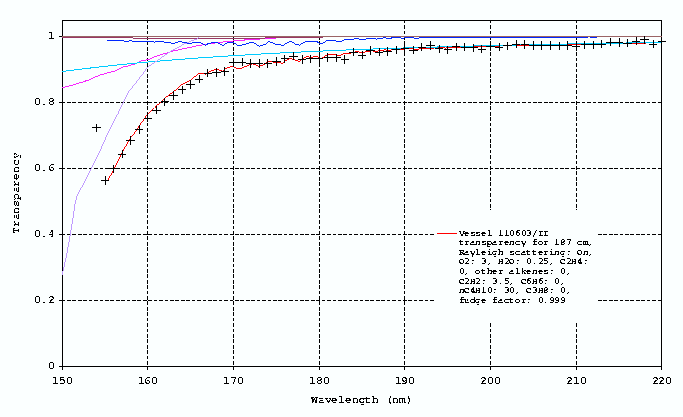 1
0.8
0.6
0.4
0.2
0
Transparency
150 160 170 180 190 200 210 220
Wavelength (nm)
Vessel 110603/II
transparency for 187 cm,
Rayleigh scattering: On,
O2: 3, H2O: 0.25, C2H4:
0, other alkenes: 0,
C2H2: 3.5, C6H6: 0,
nC4H10: 30, C3H8: 0,
fudge factor: 0.999